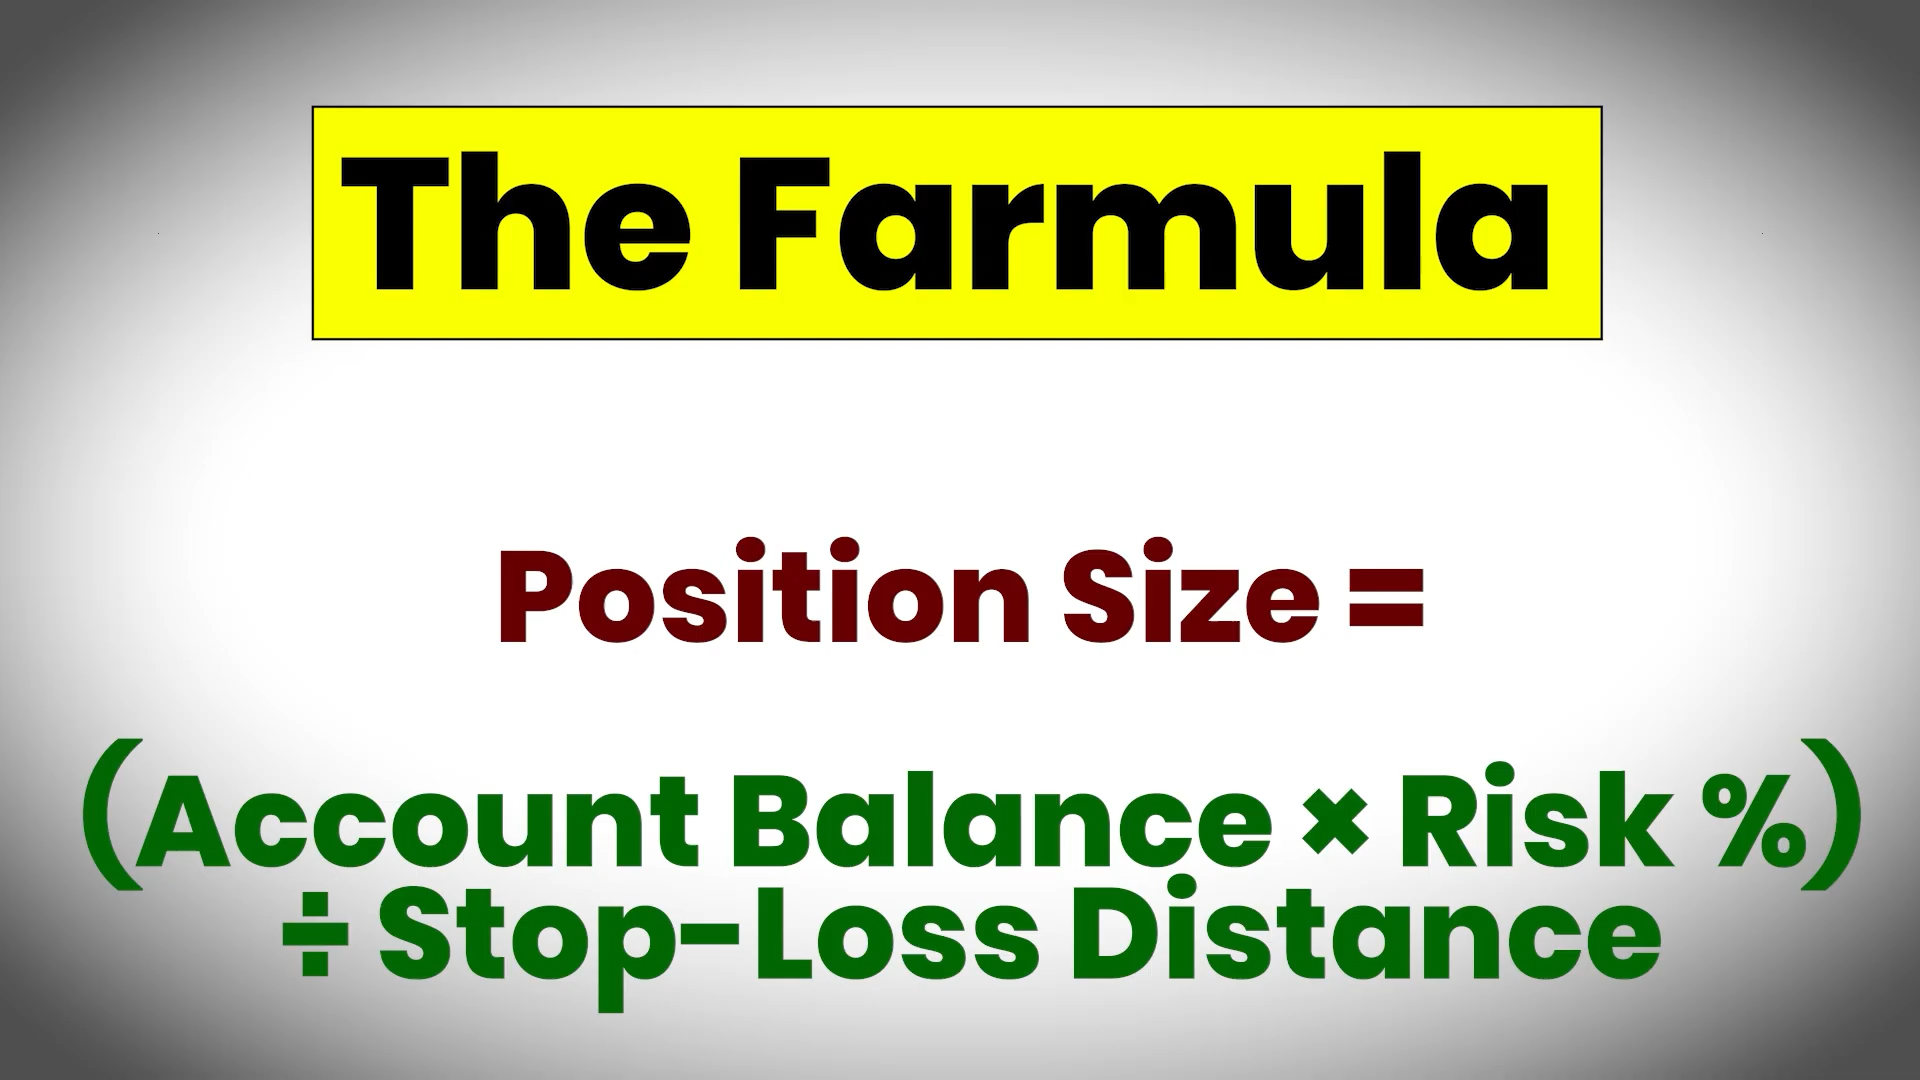 The Farmula
Position Size =
(Account Balance × Risk %)
÷ Stop-Loss Distance